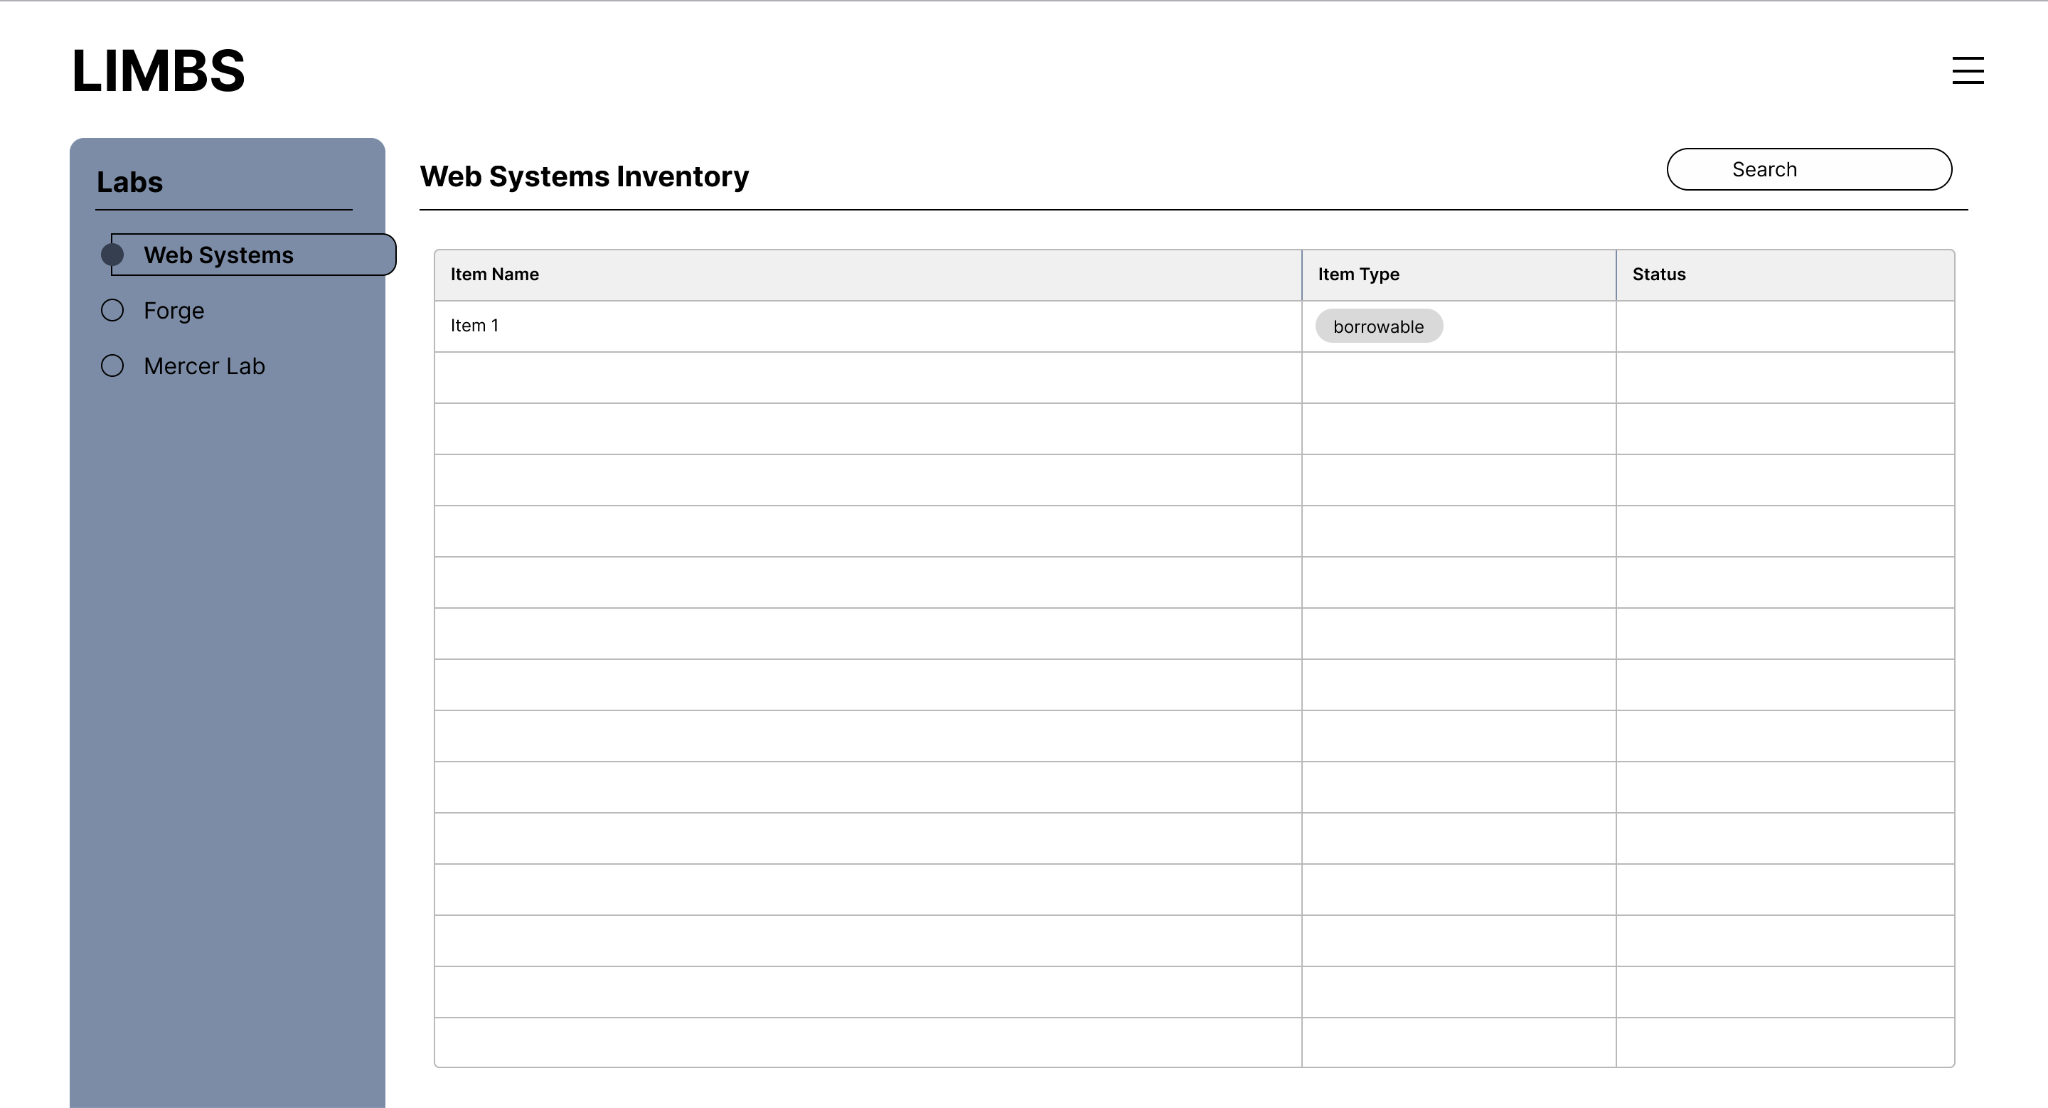 LIMBS
Labs
Web Systems
Forge
Mercer Lab
Web Systems Inventory
Search
Item Name Item Type Status
Item 1 borrowable